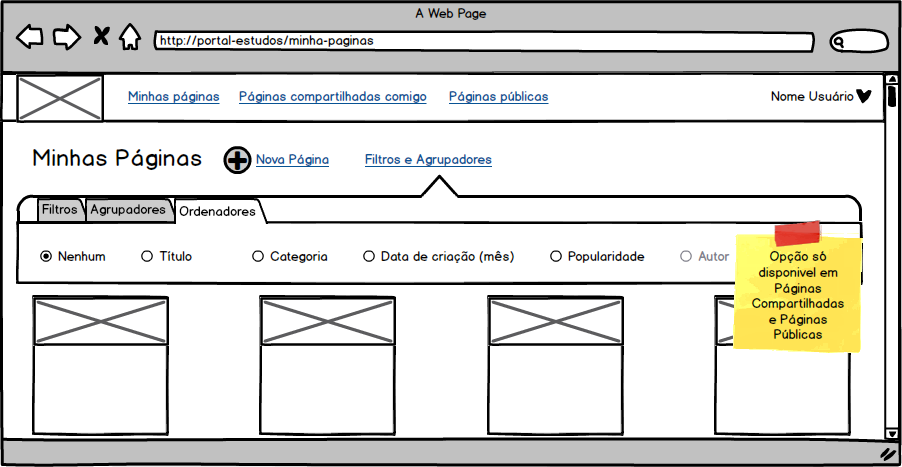 A Web Page
http://portal-estudos/minha-paginas
Minhas páginas Páginas compartilhadas comigo Páginas públicas Nome Usuário
Minhas Páginas Nova Página Filtros e Agrupadores
Filtros Agrupadores Ordenadores
Nenhum Título Categoria Data de criação (mês) Popularidade Autor
Opção só
disponivel em
Páginas
Compartilhadas
e Páginas
Públicas